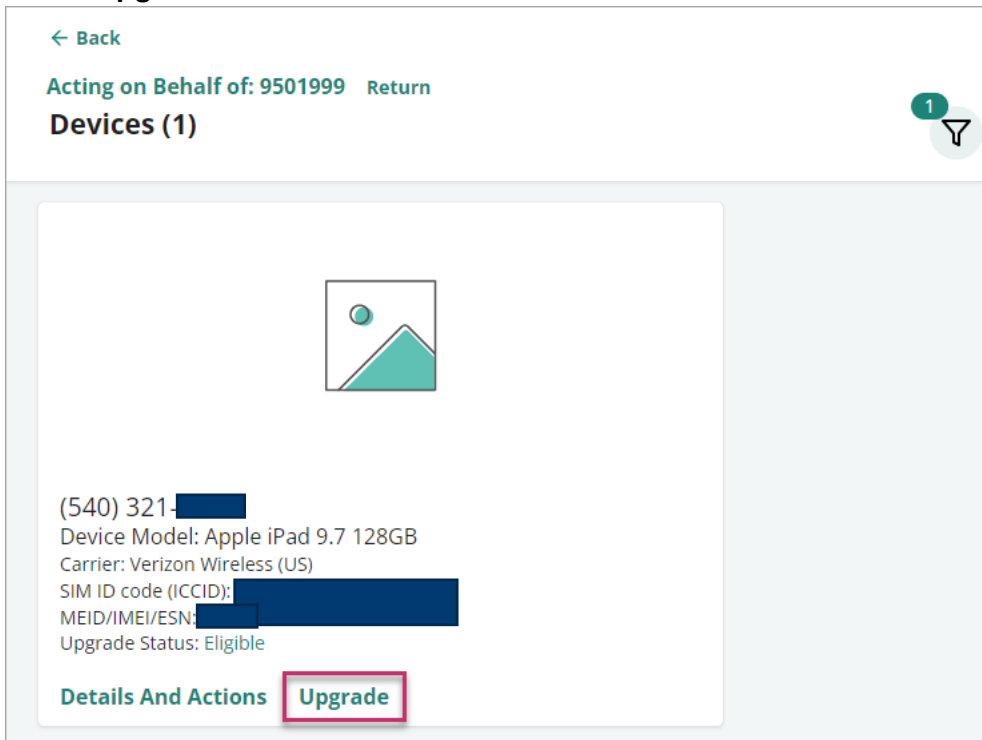 ← Back
Acting on Behalf of: 9501999 Return
Devices (1)
1
(540) 321-
Device Model: Apple iPad 9.7 128GB
Carrier: Verizon Wireless (US)
SIM ID code (ICCID):
MEID/IMEI/ESN:
Upgrade Status: Eligible
Details And Actions Upgrade